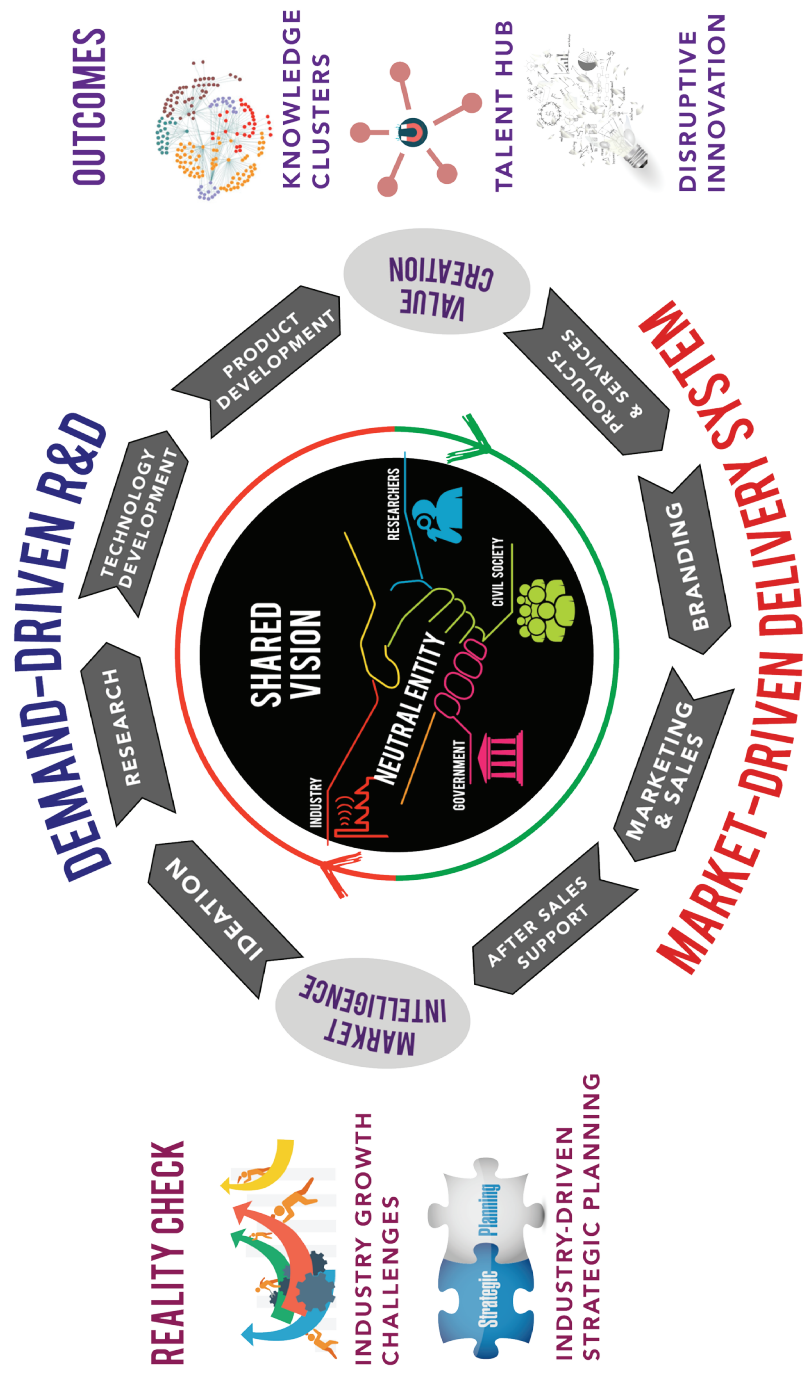 REALITY CHECK
INDUSTRY GROWTH
CHALLENGES
Strategic
Planning
INDUSTRY-DRIVEN
STRATEGIC PLANNING
DEMAND-DRIVEN R&D
MARKET
INTELLIGENCE
IDEATION
RESEARCH
TECHNOLOGY
DEVELOPMENT
PRODUCT
DEVELOPMENT
VALUE
CREATION
PRODUCTS
& SERVICES
BRANDING
MARKETING
& SALES
AFTER SALES
SUPPORT
MARKET-DRIVEN DELIVERY SYSTEM
SHARED
VISION
INDUSTRY
NEUTRALENTITY
RESEARCHERS
GOVERNMENT
CIVIL SOCIETY
OUTCOMES
KNOWLEDGE
CLUSTERS
TALENT HUB
DISRUPTIVE
INNOVATION